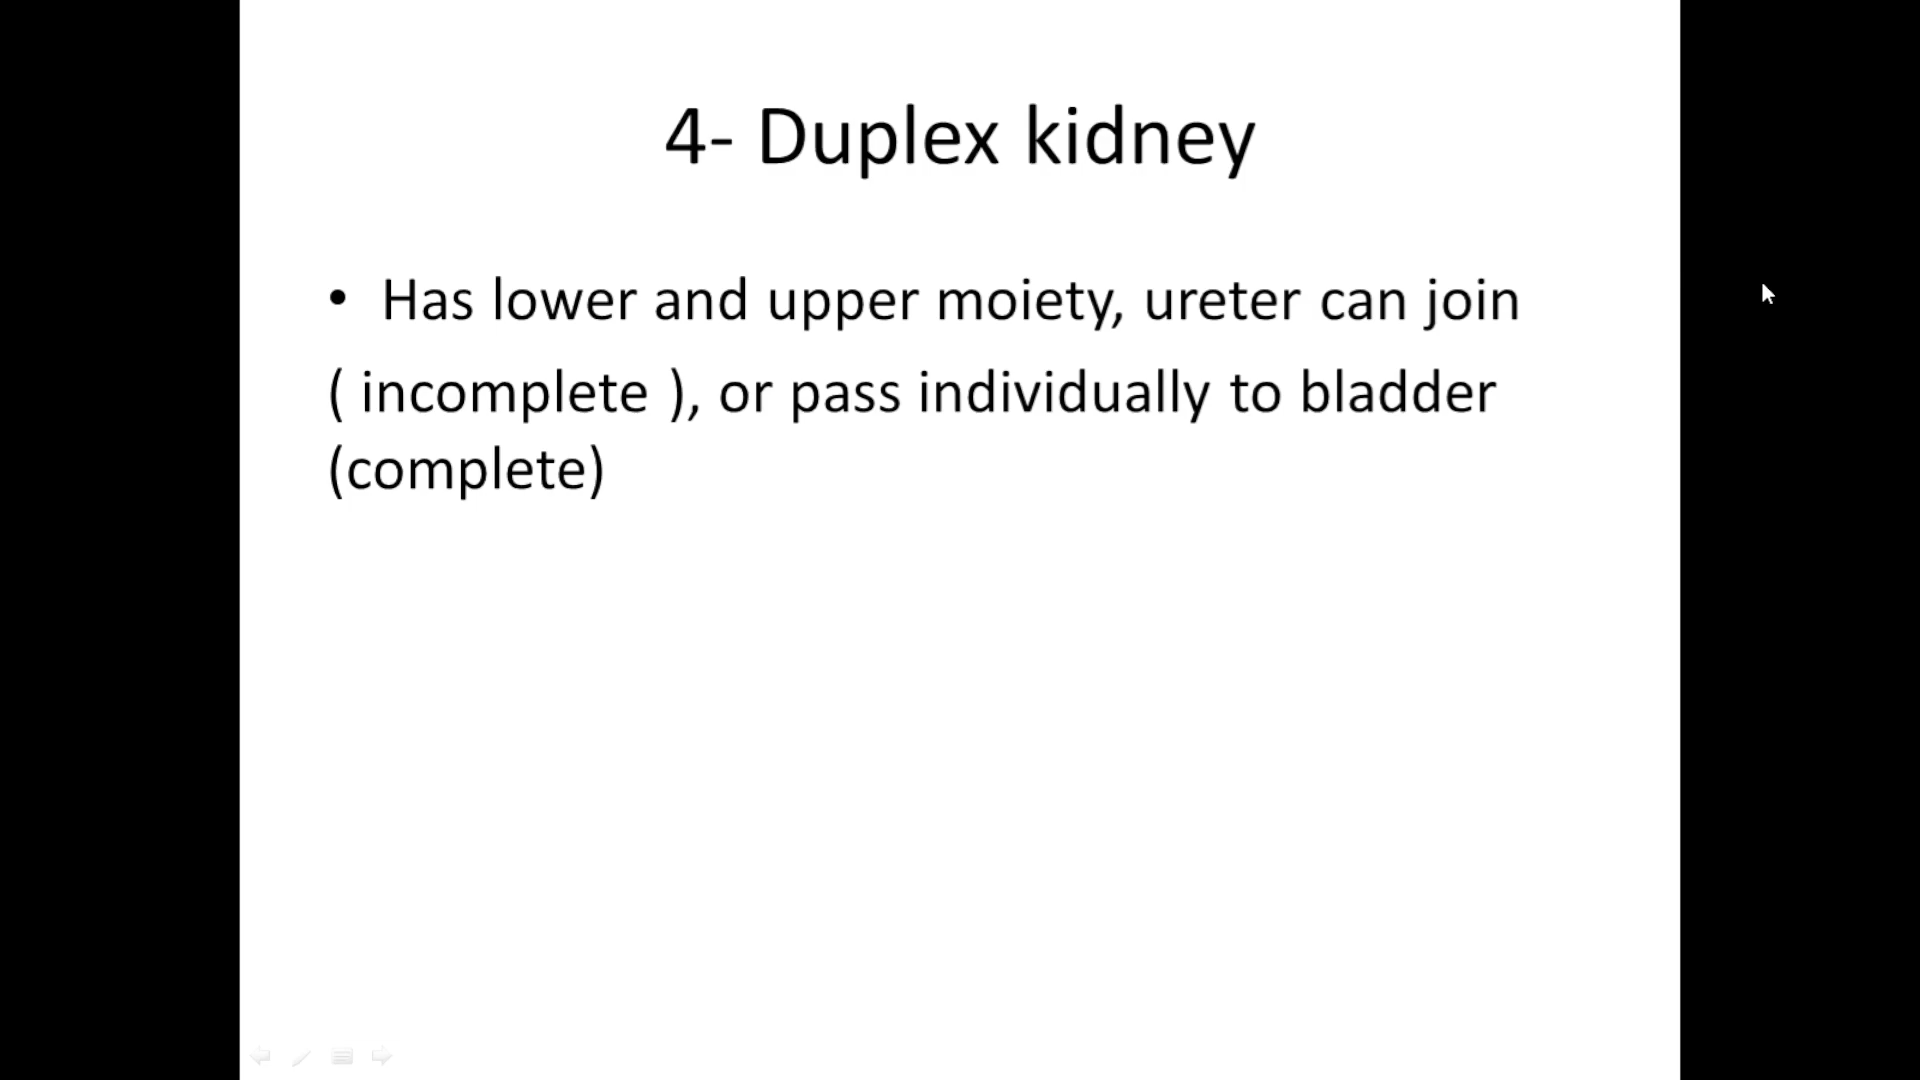 4- Duplex kidney
• Has lower and upper moiety, ureter can join
( incomplete ), or pass individually to bladder
(complete)